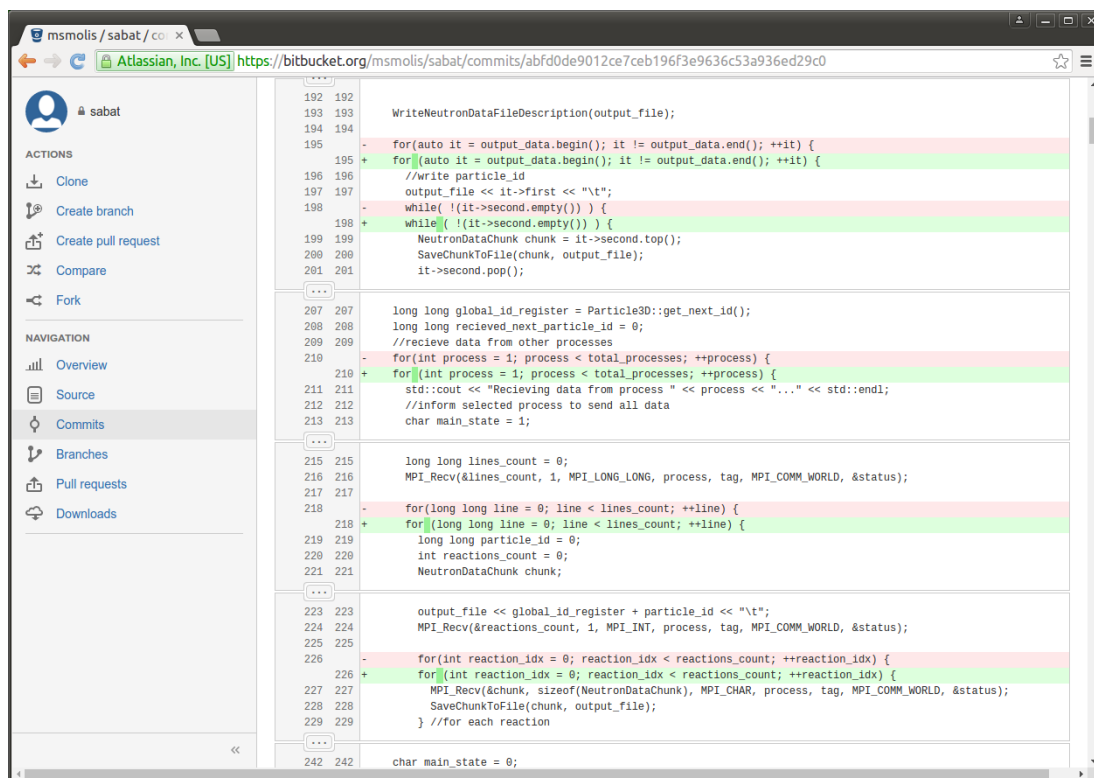 msmolis / sabat / co
Atlassian, Inc. [US] https://bitbucket.org/msmolis/sabat/commits/abfd0de9012ce7ceb196f3e9636c53a936ed29c0
sabat
ACTIONS
Clone
Create branch
Create pull request
Compare
Fork
NAVIGATION
Overview
Source
Commits
Branches
Pull requests
Downloads
«
...
192 192
193 193 WriteNeutronDataFileDescription(output_file);
194 194
195 - for(auto it = output_data.begin(); it != output_data.end(); ++it) {
195 + for (auto it = output_data.begin(); it != output_data.end(); ++it) {
196 196 //write particle_id
197 197 output_file << it->first << "\t";
198 - while( !(it->second.empty()) ) {
198 + while ( !(it->second.empty()) ) {
199 199 NeutronDataChunk chunk = it->second.top();
200 200 SaveChunkToFile(chunk, output_file);
201 201 it->second.pop();
...
207 207 long long global_id_register = Particle3D::get_next_id();
208 208 long long recieved_next_particle_id = 0;
209 209 //recieve data from other processes
210 - for(int process = 1; process < total_processes; ++process) {
210 + for (int process = 1; process < total_processes; ++process) {
211 211 std::cout << "Recieving data from process " << process << "..." << std::endl;
212 212 //inform selected process to send all data
213 213 char main_state = 1;
...
215 215 long long lines_count = 0;
216 216 MPI_Recv(&lines_count, 1, MPI_LONG_LONG, process, tag, MPI_COMM_WORLD, &status);
217 217
218 - for(long long line = 0; line < lines_count; ++line) {
218 + for (long long line = 0; line < lines_count; ++line) {
219 219 long long particle_id = 0;
220 220 int reactions_count = 0;
221 221 NeutronDataChunk chunk;
...
223 223 output_file << global_id_register + particle_id << "\t";
224 224 MPI_Recv(&reactions_count, 1, MPI_INT, process, tag, MPI_COMM_WORLD, &status);
225 225
226 - for(int reaction_idx = 0; reaction_idx < reactions_count; ++reaction_idx) {
226 + for (int reaction_idx = 0; reaction_idx < reactions_count; ++reaction_idx) {
227 227 MPI_Recv(&chunk, sizeof(NeutronDataChunk), MPI_CHAR, process, tag, MPI_COMM_WORLD, &status);
228 228 SaveChunkToFile(chunk, output_file);
229 229 } //for each reaction
...
242 242 char main_state = 0;